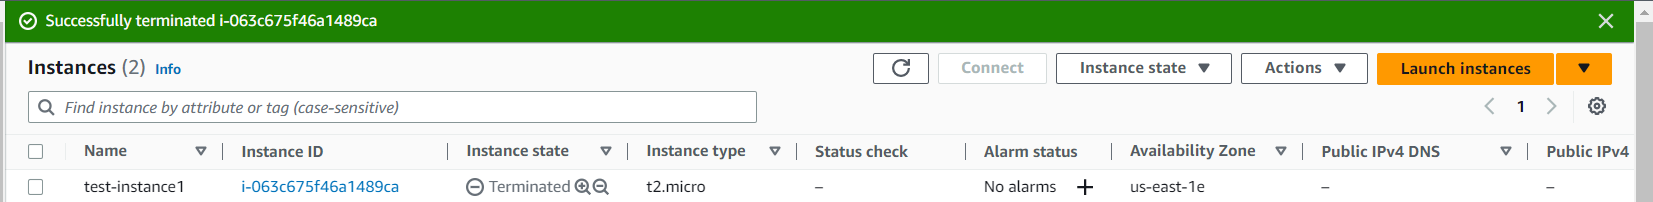 Successfully terminated i-063c675f46a1489ca
Instances (2) Info
Connect
Instance state
Actions
Launch instances
Find instance by attribute or tag (case-sensitive)
1
Name Instance ID Instance state Instance type Status check Alarm status Availability Zone Public IPv4 DNS Public IPv4
test-instance1 i-063c675f46a1489ca Terminated t2.micro – No alarms + us-east-1e – –